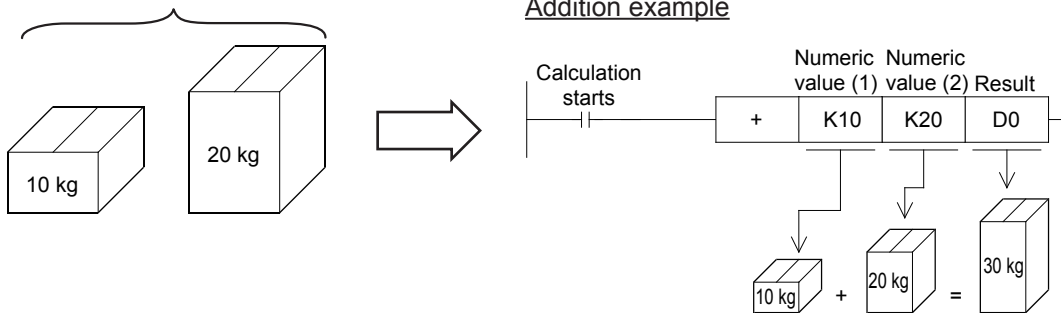 Addition example
10 kg
20 kg
Calculation
starts
Numeric
value (1)
Numeric
value (2)
Result
+
K10
K20
D0
10 kg
+
20 kg
=
30 kg